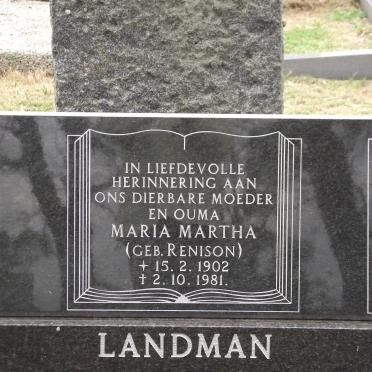 IN LIEFDEVOLLE
HERINNERING AAN
ONS DIERBARE MOEDER
EN OUMA
MARIA MARTHA
(GEB. RENISON)
+ 15. 2. 1902
† 2. 10. 1981.
LANDMAN